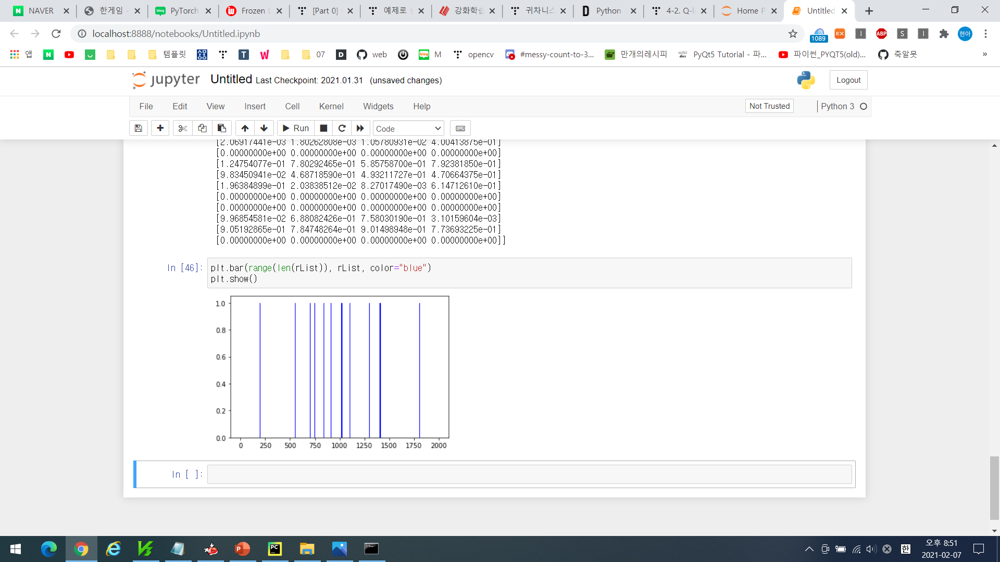 NAVER
한게임 -
PyTorch
Frozen L
[Part 0]
예제로
강화학습
귀차니스
Python
4-2. Q-l
Home P
Untitled
localhost:8888/notebooks/Untitled.ipynb
1089
EX
ABP
S
현아
앱
템플릿
07
web
M
opencv
#messy-count-to-3...
만개의레시피
PyQt5 Tutorial - 파...
파이썬_PYQT5(old)...
축알못
»
jupyter Untitled Last Checkpoint: 2021.01.31 (unsaved changes)
Logout
File Edit View Insert Cell Kernel Widgets Help
Not Trusted
Python 3
Run
Code
[2.06917441e-03 1.80262808e-03 1.05780931e-02 4.00413875e-01]
[0.00000000e+00 0.00000000e+00 0.00000000e+00 0.00000000e+00]
[1.24754077e-01 7.80292465e-01 5.85758700e-01 7.92381850e-01]
[9.83450941e-02 4.68718590e-01 4.93211727e-01 4.70664375e-01]
[1.96384899e-01 2.03838512e-02 8.27017490e-03 6.14712610e-01]
[0.00000000e+00 0.00000000e+00 0.00000000e+00 0.00000000e+00]
[0.00000000e+00 0.00000000e+00 0.00000000e+00 0.00000000e+00]
[9.96854581e-02 6.88082426e-01 7.58030190e-01 3.10159604e-03]
[9.05192865e-01 7.84748264e-01 9.01498948e-01 7.73693225e-01]
[0.00000000e+00 0.00000000e+00 0.00000000e+00 0.00000000e+00]]
In [46]:
plt.bar(range(len(rList)), rList, color="blue")
plt.show()
1.0
0.8
0.6
0.4
0.2
0.0
0 250 500 750 1000 1250 1500 1750 2000
In [ ]:
한
오후 8:51
2021-02-07